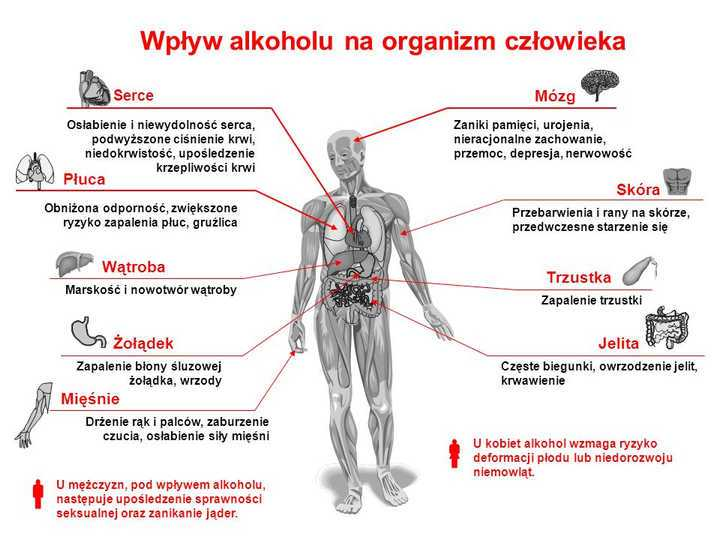 Wpływ alkoholu na organizm człowieka
Serce
Osłabienie i niewydolność serca,
podwyższone ciśnienie krwi,
niedokrwistość, upośledzenie
krzepliwości krwi
Płuca
Obniżona odporność, zwiększone
ryzyko zapalenia płuc, gruźlica
Wątroba
Marskość i nowotwór wątroby
Żołądek
Zapalenie błony śluzowej
żołądka, wrzody
Mięśnie
Drżenie rąk i palców, zaburzenie
czucia, osłabienie siły mięśni
U mężczyzn, pod wpływem alkoholu,
następuje upośledzenie sprawności
seksualnej oraz zanikanie jąder.
Mózg
Zaniki pamięci, urojenia,
nieracjonalne zachowanie,
przemoc, depresja, nerwowość
Skóra
Przebarwienia i rany na skórze,
przedwczesne starzenie się
Trzustka
Zapalenie trzustki
Jelita
Częste biegunki, owrzodzenie jelit,
krwawienie
U kobiet alkohol wzmaga ryzyko
deformacji płodu lub niedorozwoju
niemowląt.